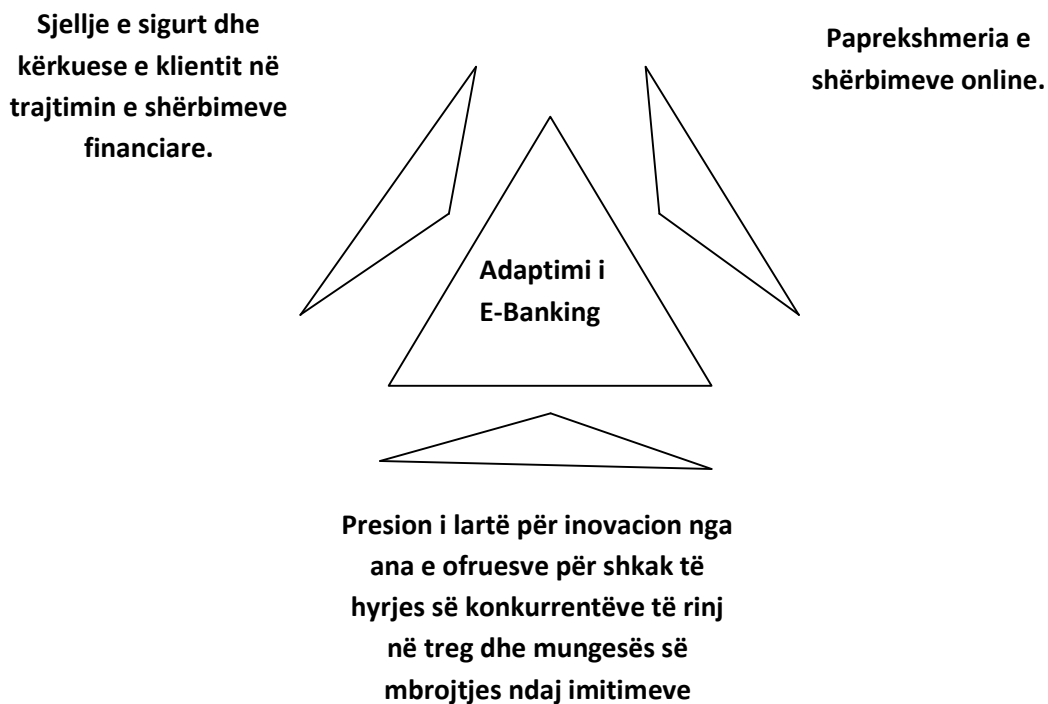 Sjellje e sigurt dhe
kërkuese e klientit në
trajtimin e shërbimeve
financiare.
Paprekshmeria e
shërbimeve online.
Adaptimi i
E-Banking
Presion i lartë për inovacion nga
ana e ofruesve për shkak të
hyrjes së konkurrentëve të rinj
në treg dhe mungesës së
mbrojtjes ndaj imitimeve